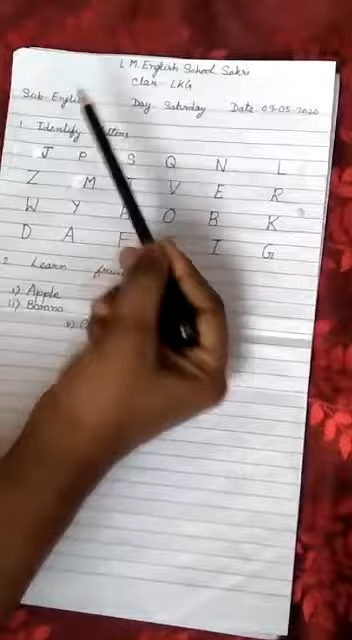 L.M. English School Sakri
Class LKG
Sub- English Day Saturday Date 09-05-2020
1. Identify
J P S Q N L
Z M T V E R
W Y O B K
D A F I G
2. Learn
i) Apple
ii) Banana
v)